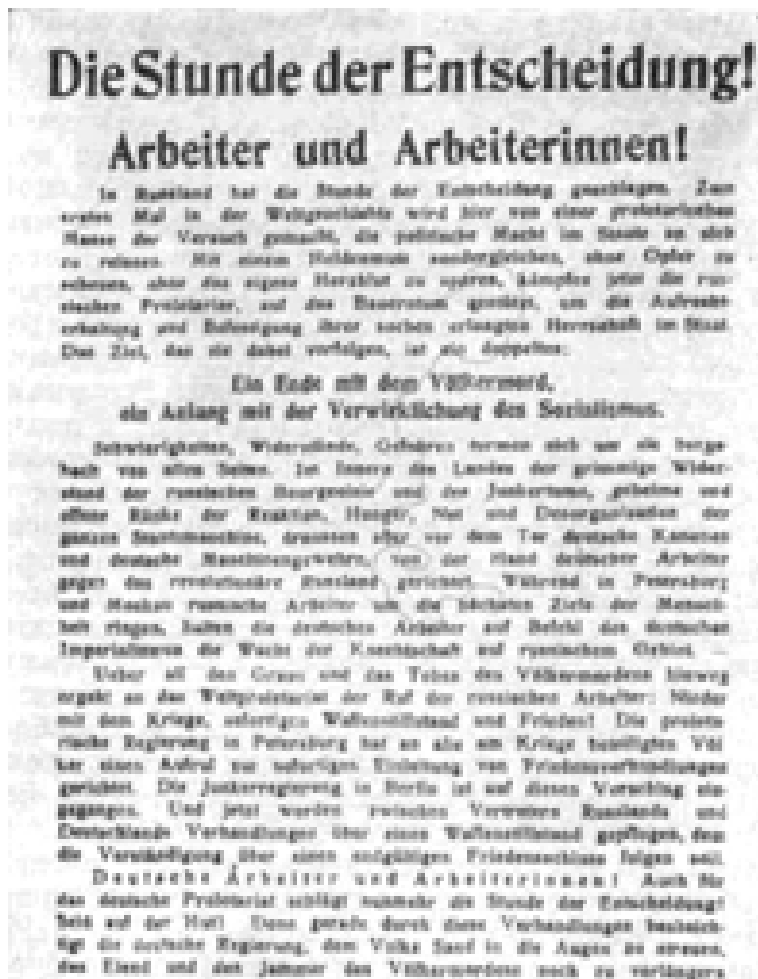 Die Stunde der Entscheidung!
Arbeiter und Arbeiterinnen!
In Russland hat die Stunde der Entscheidung geschlagen. Zum
ersten Mal in der Weltgeschichte wird hier von einer proletarischen
Masse der Versuch gemacht, die politische Macht im Staate an sich
zu reissen. Mit einem Heldenmut sondergleichen, ohne Opfer zu
scheuen, ohne das eigene Herzblut zu sparen, kämpfen jetzt die rus-
sischen Proletarier, auf das Bauerntum gestützt, um die Aufrecht-
erhaltung und Befestigung ihrer soeben erlangten Herrschaft im Staat.
Das Ziel, das sie dabei verfolgen, ist ein doppeltes:
Ein Ende mit dem Völkermord,
ein Anfang mit der Verwirklichung des Sozialismus.
Schwierigkeiten, Widerstände, Gefahren türmen sich um sie berge-
hoch von allen Seiten. Im Innern des Landes der grimmige Wider-
stand der russischen Bourgeoisie und des Junkertums, geheime und
offene Ränke der Reaktion, Hunger, Not und Desorganisation der
ganzen Staatsmaschine, draussen aber vor dem Tor deutsche Kanonen
und deutsche Maschinengewehre, von der Hand deutscher Arbeiter
gegen das revolutionäre Russland gerichtet. Während in Petersburg
und Moskau russische Arbeiter um die höchsten Ziele der Mensch-
heit ringen, halten die deutschen Arbeiter auf Befehl des deutschen
Imperialismus die Wacht der Knechtschaft auf russischem Gebiet. —
Ueber all den Graus und das Toben des Völkermordens hinweg
ergeht an das Weltproletariat der Ruf der russischen Arbeiter: Nieder
mit dem Kriege, sofortigen Waffenstillstand und Frieden! Die proleta-
rische Regierung in Petersburg hat an alle am Kriege beteiligten Völ-
ker einen Aufruf zur sofortigen Einleitung von Friedensverhandlungen
gerichtet. Die Junkerregierung in Berlin ist auf diesen Vorschlag ein-
gegangen. Und jetzt werden zwischen Vertretern Russlands und
Deutschlands Verhandlungen über einen Waffenstillstand gepflogen, dem
die Verständigung über einen endgültigen Friedensschluss folgen soll.
Deutsche Arbeiter und Arbeiterinnen! Auch für
das deutsche Proletariat schlägt nunmehr die Stunde der Entscheidung!
Seid auf der Hut! Denn gerade durch diese Verhandlungen beabsich-
tigt die deutsche Regierung, dem Volke Sand in die Augen zu streuen,
das Elend und den Jammer des Völkermordens noch zu verlängern